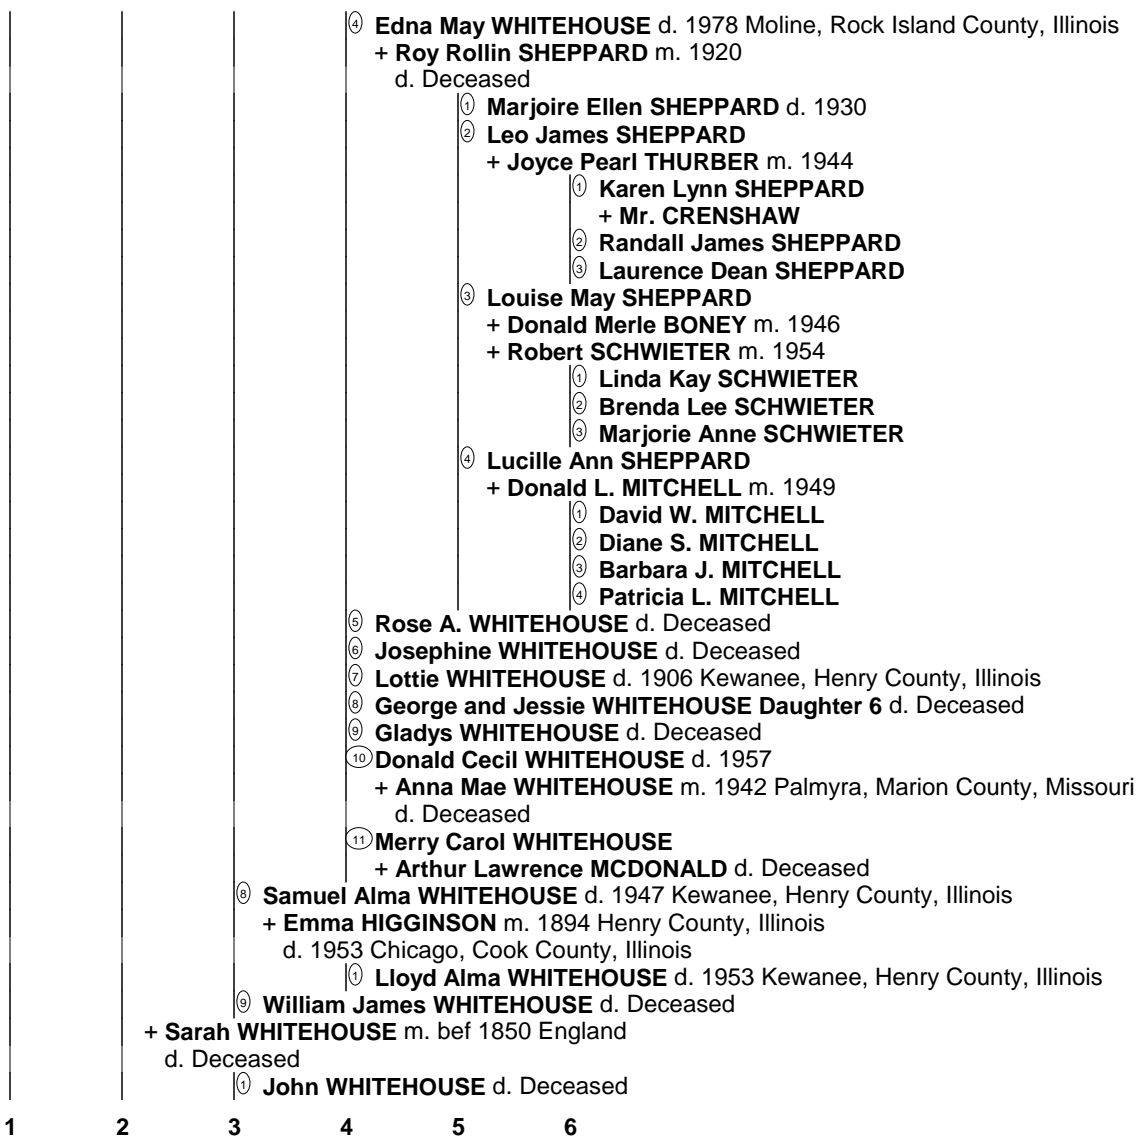 4 Edna May WHITEHOUSE d. 1978 Moline, Rock Island County, Illinois
+ Roy Rollin SHEPPARD m. 1920
d. Deceased
1 Marjoire Ellen SHEPPARD d. 1930
2 Leo James SHEPPARD
+ Joyce Pearl THURBER m. 1944
1 Karen Lynn SHEPPARD
+ Mr. CRENSHAW
2 Randall James SHEPPARD
3 Laurence Dean SHEPPARD
3 Louise May SHEPPARD
+ Donald Merle BONEY m. 1946
+ Robert SCHWIETER m. 1954
1 Linda Kay SCHWIETER
2 Brenda Lee SCHWIETER
3 Marjorie Anne SCHWIETER
4 Lucille Ann SHEPPARD
+ Donald L. MITCHELL m. 1949
1 David W. MITCHELL
2 Diane S. MITCHELL
3 Barbara J. MITCHELL
4 Patricia L. MITCHELL
5 Rose A. WHITEHOUSE d. Deceased
6 Josephine WHITEHOUSE d. Deceased
7 Lottie WHITEHOUSE d. 1906 Kewanee, Henry County, Illinois
8 George and Jessie WHITEHOUSE Daughter 6 d. Deceased
9 Gladys WHITEHOUSE d. Deceased
10 Donald Cecil WHITEHOUSE d. 1957
+ Anna Mae WHITEHOUSE m. 1942 Palmyra, Marion County, Missouri
d. Deceased
11 Merry Carol WHITEHOUSE
+ Arthur Lawrence MCDONALD d. Deceased
8 Samuel Alma WHITEHOUSE d. 1947 Kewanee, Henry County, Illinois
+ Emma HIGGINSON m. 1894 Henry County, Illinois
d. 1953 Chicago, Cook County, Illinois
1 Lloyd Alma WHITEHOUSE d. 1953 Kewanee, Henry County, Illinois
9 William James WHITEHOUSE d. Deceased
+ Sarah WHITEHOUSE m. bef 1850 England
d. Deceased
1 John WHITEHOUSE d. Deceased
1 2 3 4 5 6